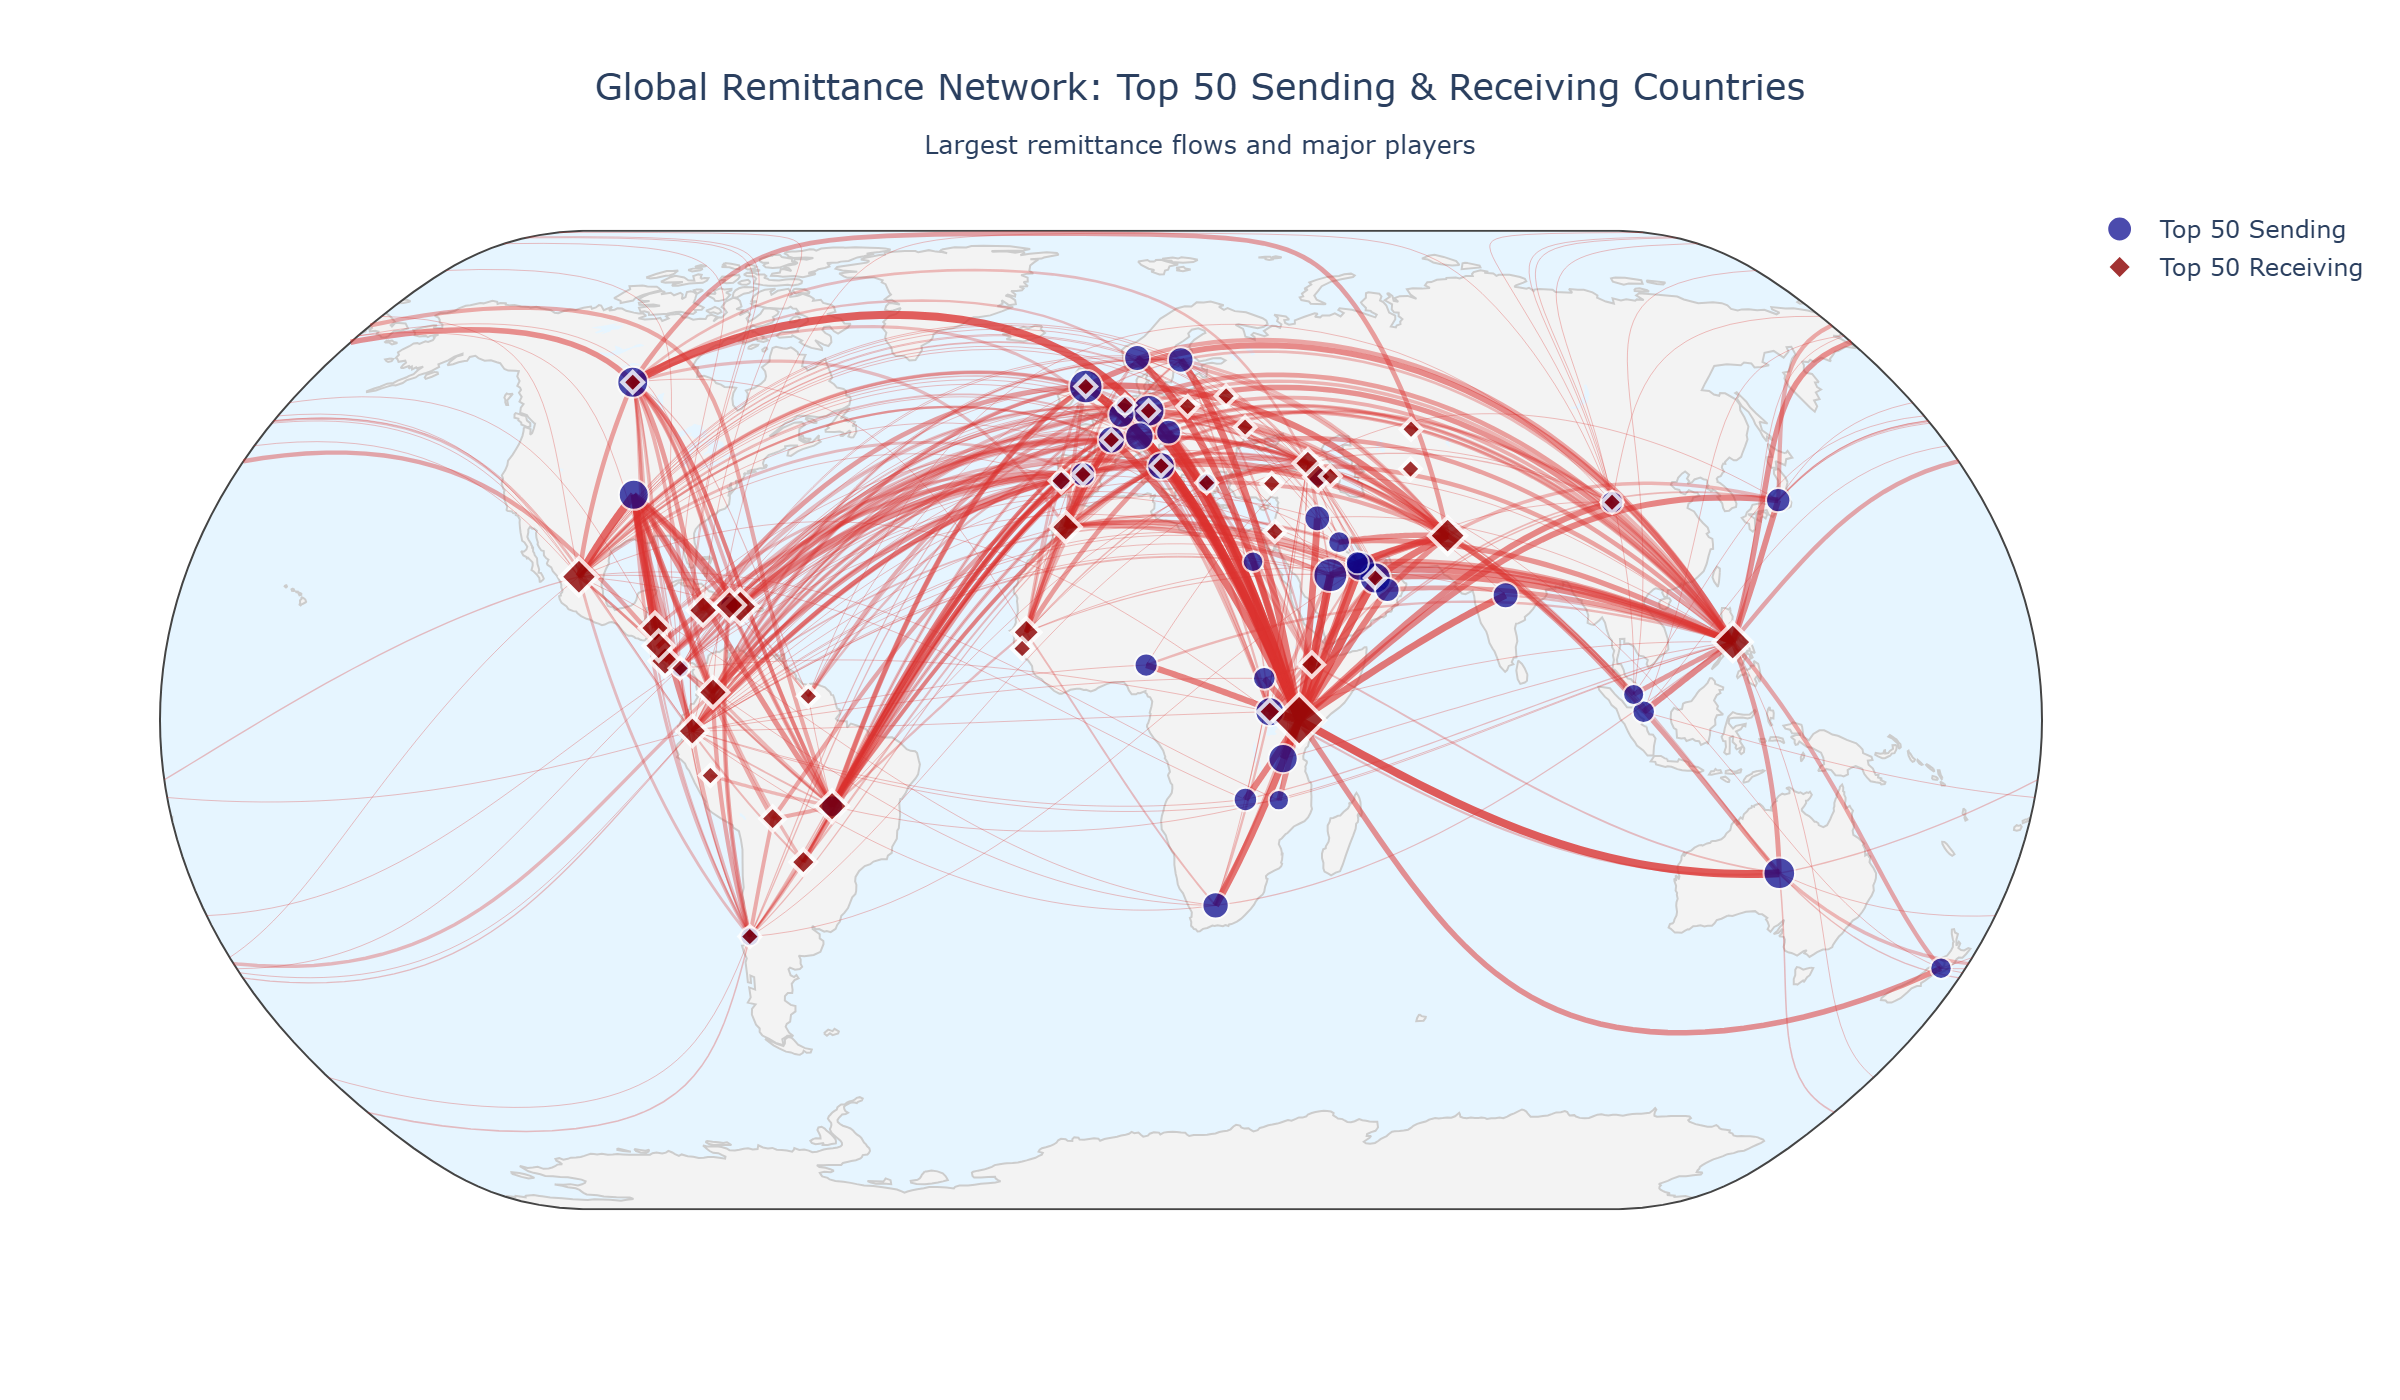 Global Remittance Network: Top 50 Sending & Receiving Countries
Largest remittance flows and major players
Top 50 Sending
Top 50 Receiving